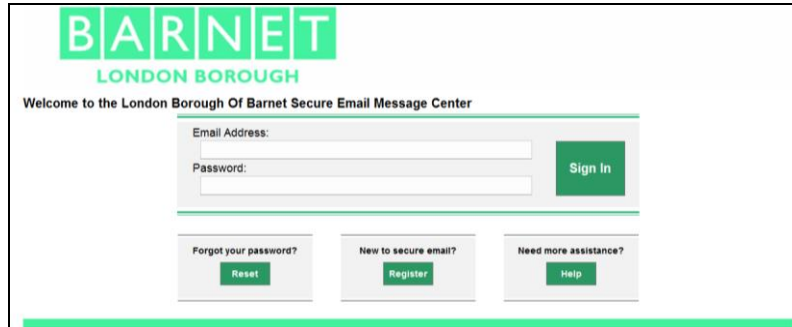 BARNET
LONDON BOROUGH
Welcome to the London Borough Of Barnet Secure Email Message Center
Email Address:
Password:
Sign In
Forgot your password?
Reset
New to secure email?
Register
Need more assistance?
Help